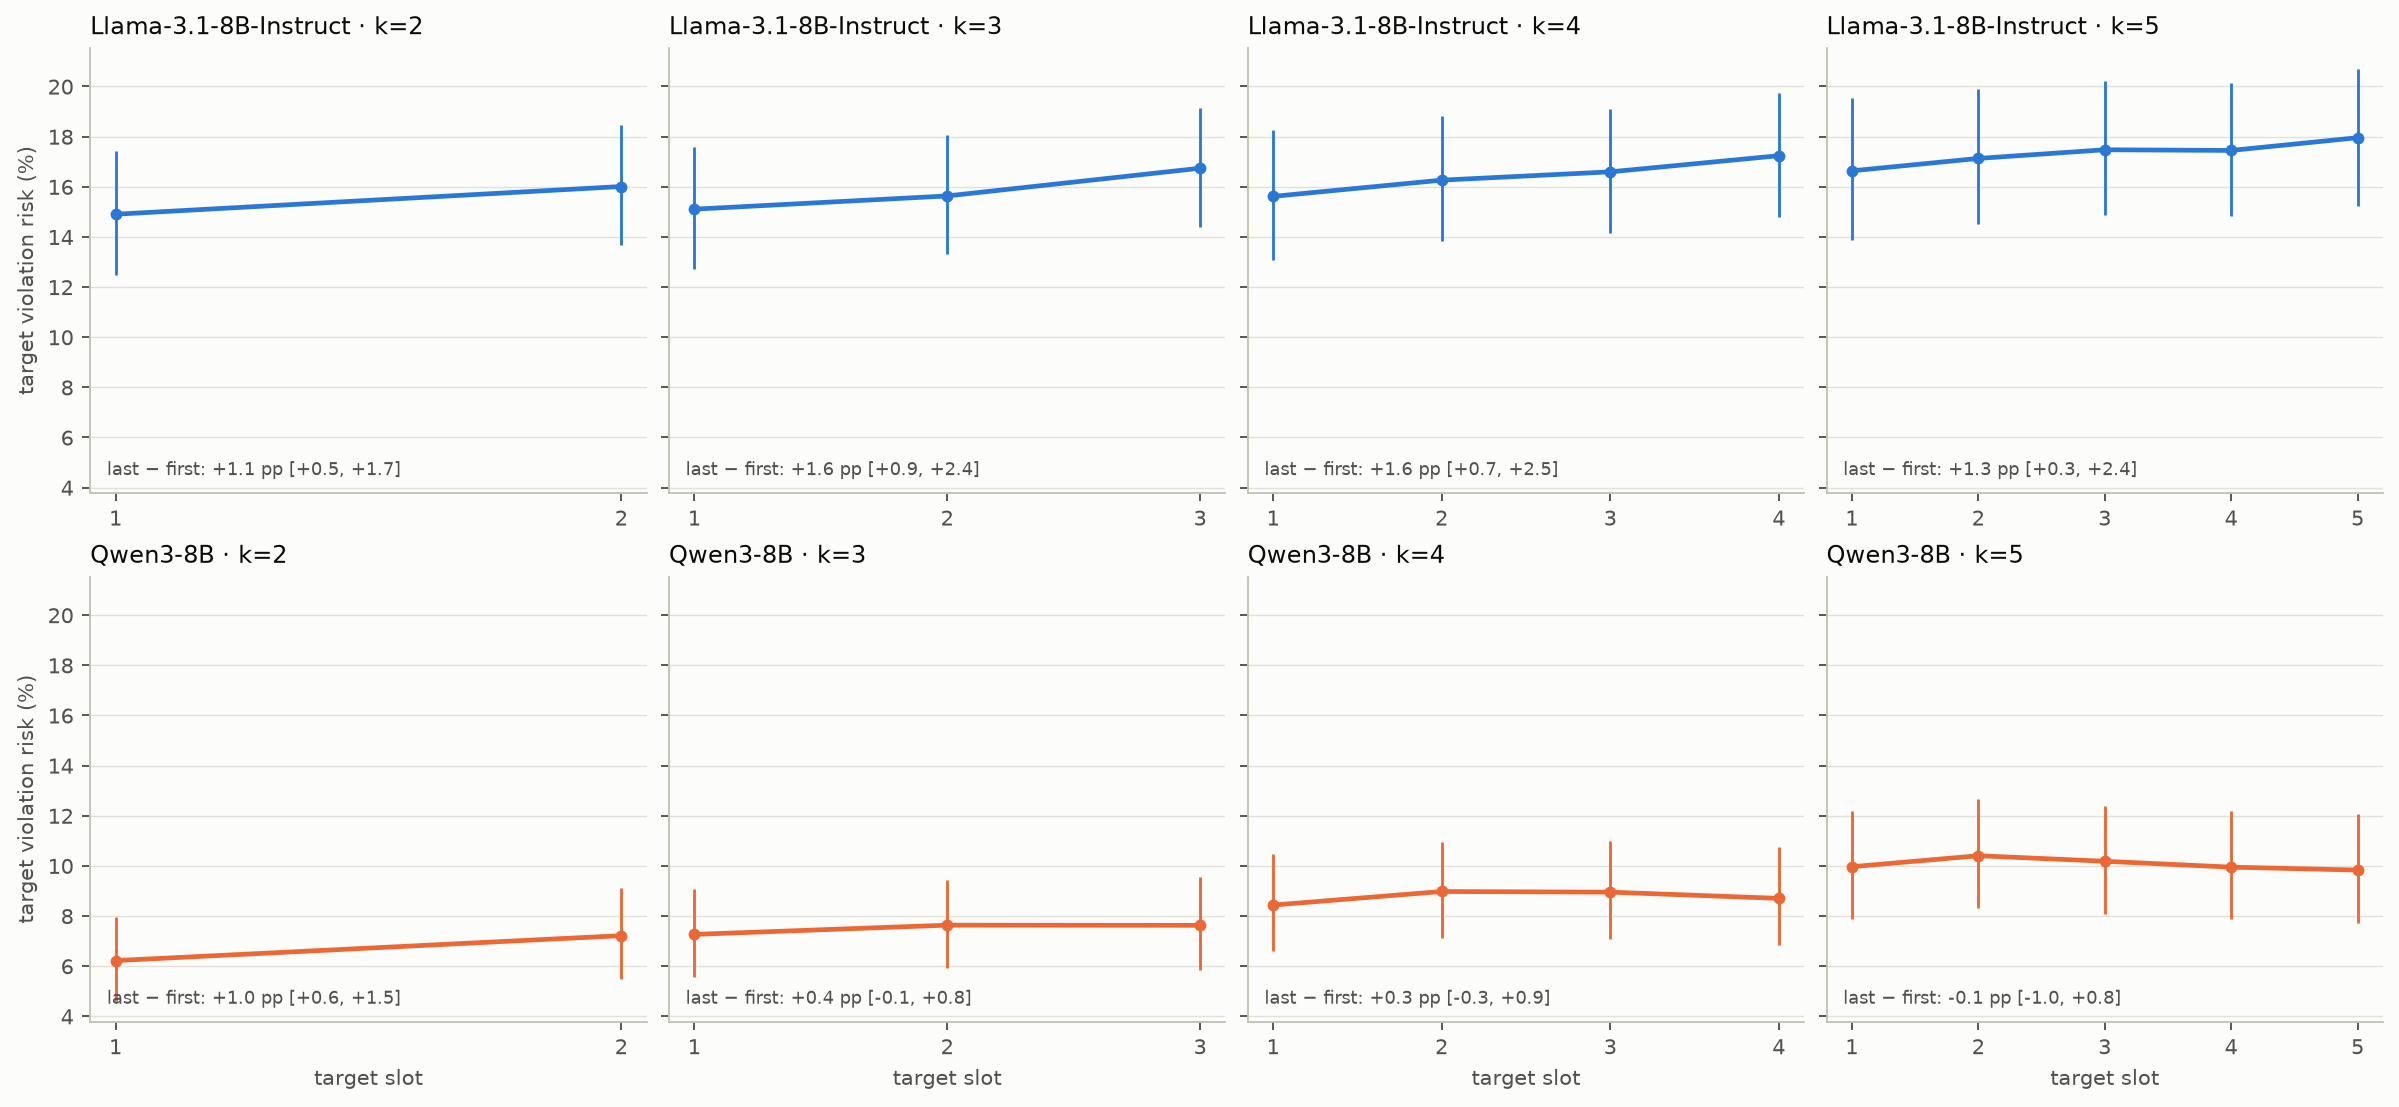 Llama-3.1-8B-Instruct · k=2
Llama-3.1-8B-Instruct · k=3
Llama-3.1-8B-Instruct · k=4
Llama-3.1-8B-Instruct · k=5
target violation risk (%)
20
18
16
14
12
10
8
6
4
last − first: +1.1 pp [+0.5, +1.7]
last − first: +1.6 pp [+0.9, +2.4]
last − first: +1.6 pp [+0.7, +2.5]
last − first: +1.3 pp [+0.3, +2.4]
1 2
1 2 3
1 2 3 4
1 2 3 4 5
Qwen3-8B · k=2
Qwen3-8B · k=3
Qwen3-8B · k=4
Qwen3-8B · k=5
target violation risk (%)
20
18
16
14
12
10
8
6
4
last − first: +1.0 pp [+0.6, +1.5]
last − first: +0.4 pp [-0.1, +0.8]
last − first: +0.3 pp [-0.3, +0.9]
last − first: -0.1 pp [-1.0, +0.8]
1 2
1 2 3
1 2 3 4
1 2 3 4 5
target slot
target slot
target slot
target slot